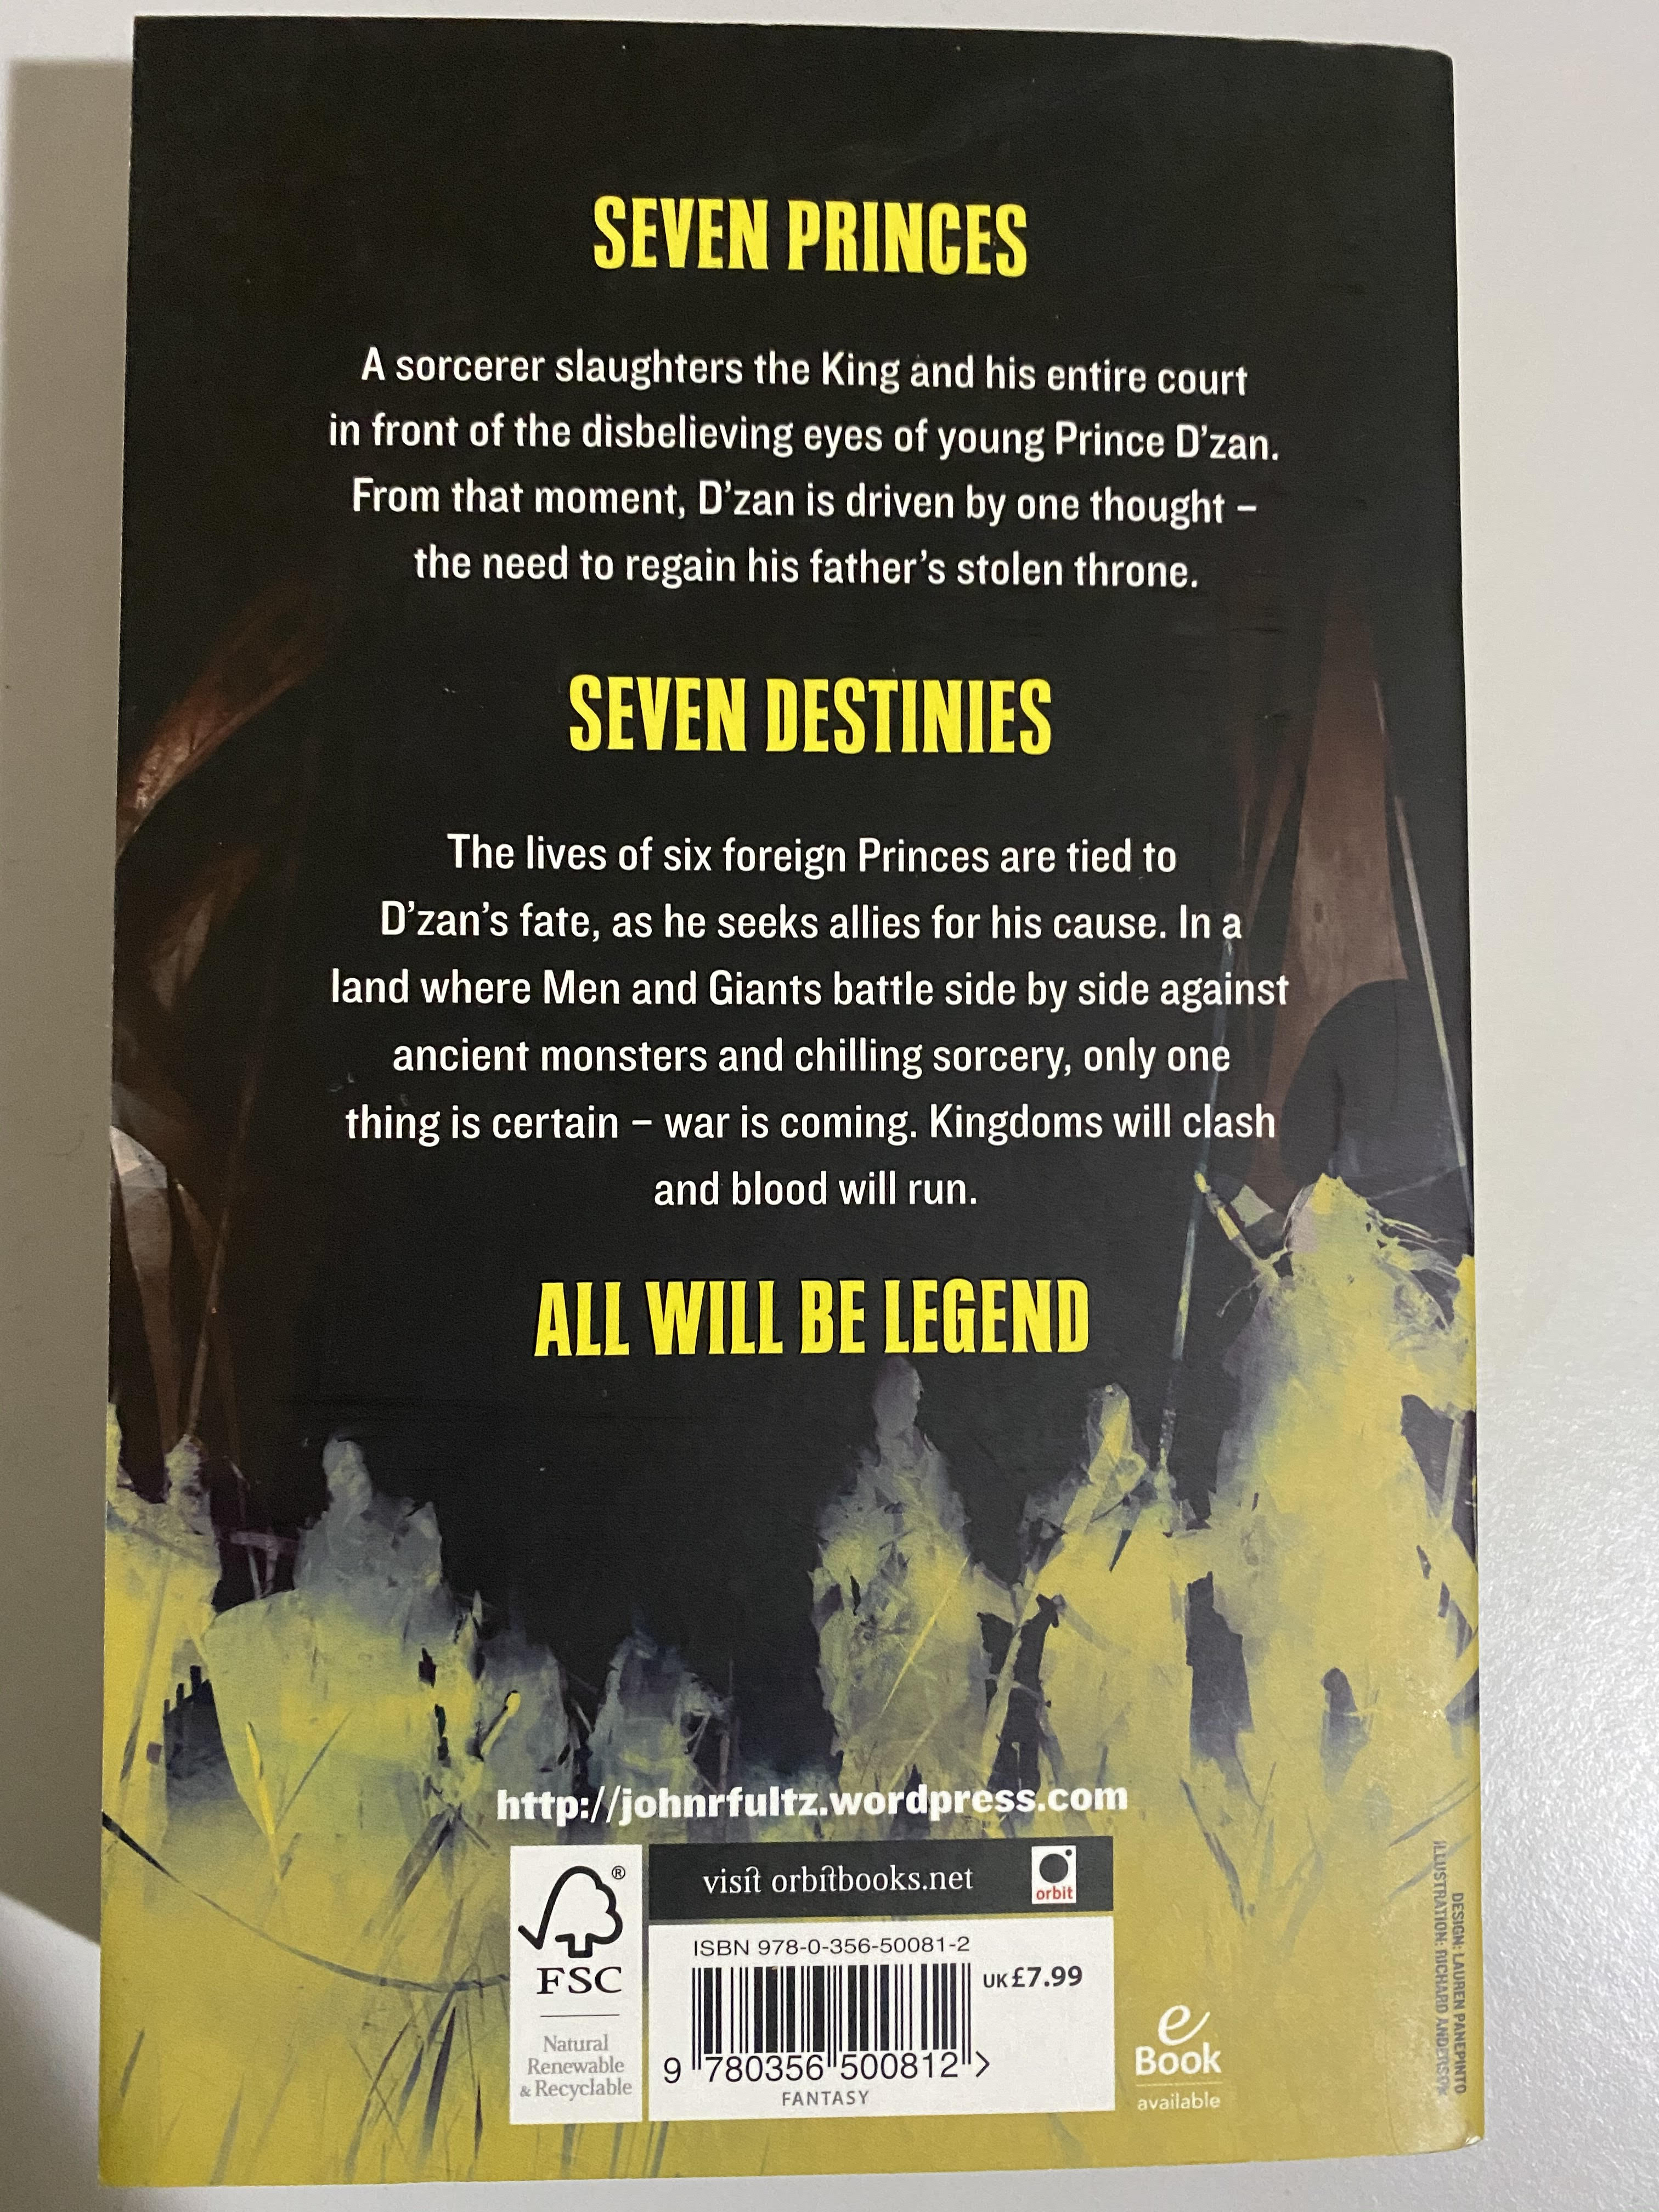 SEVEN PRINCES
A sorcerer slaughters the King and his entire court
in front of the disbelieving eyes of young Prince D’zan.
From that moment, D’zan is driven by one thought –
the need to regain his father’s stolen throne.
SEVEN DESTINIES
The lives of six foreign Princes are tied to
D’zan’s fate, as he seeks allies for his cause. In a
land where Men and Giants battle side by side against
ancient monsters and chilling sorcery, only one
thing is certain – war is coming. Kingdoms will clash
and blood will run.
ALL WILL BE LEGEND
http://johnrfultz.wordpress.com
®
FSC
Natural
Renewable
& Recyclable
visit orbitbooks.net
orbit
ISBN 978-0-356-50081-2
UK £7.99
9 780356 500812 >
FANTASY
e
Book
available
DESIGN: LAUREN PANEPINTO
ILLUSTRATION: RICHARD ANDERSON